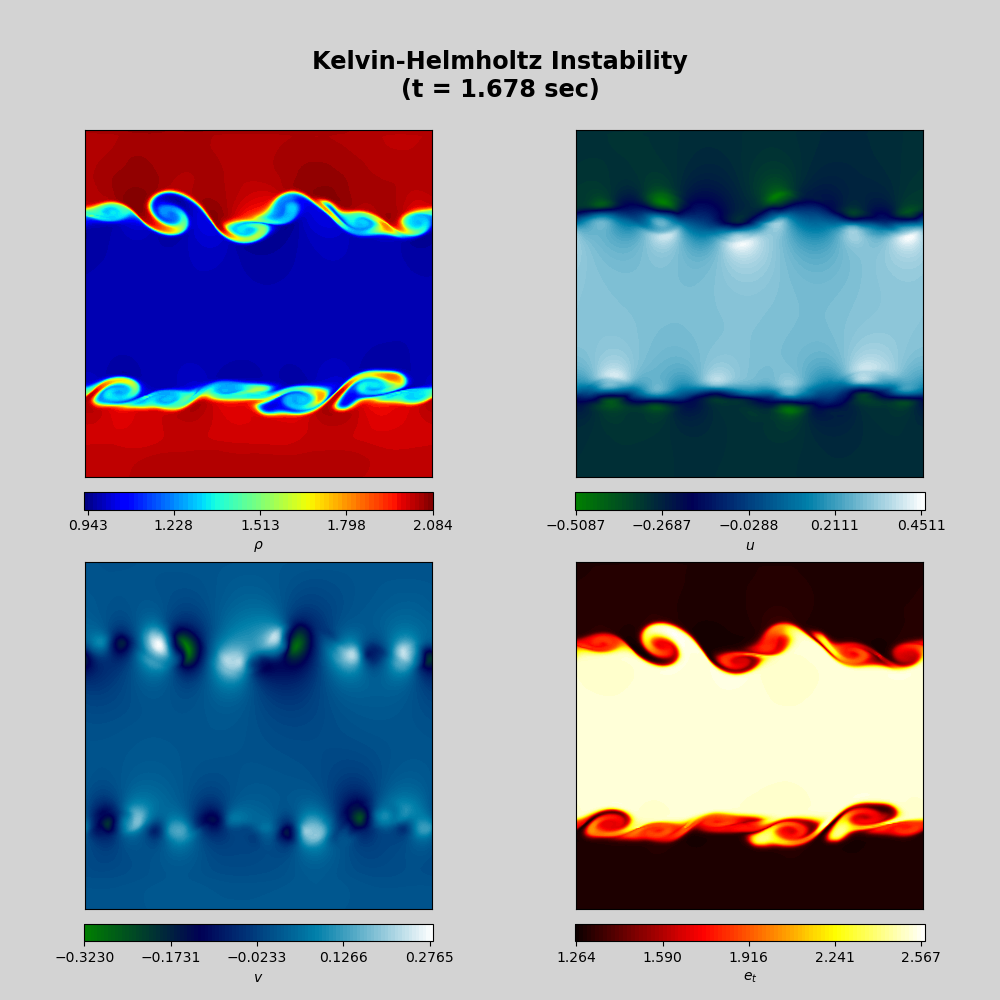 Kelvin-Helmholtz Instability
(t = 1.678 sec)
0.943 1.228 1.513 1.798 2.084
ρ
−0.5087 −0.2687 −0.0288 0.2111 0.4511
u
−0.3230 −0.1731 −0.0233 0.1266 0.2765
v
1.264 1.590 1.916 2.241 2.567
e_t